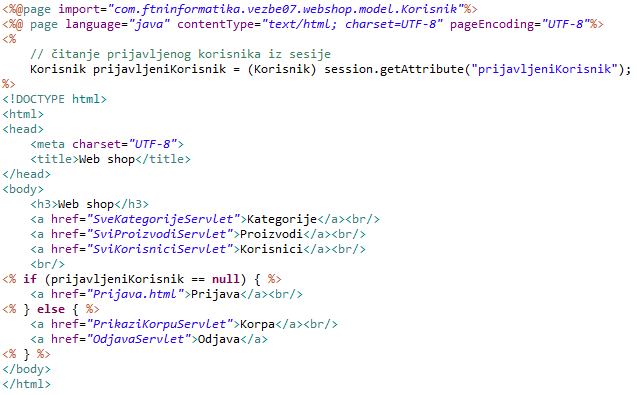 <%@page import="com.ftninformatika.vezbe07.webshop.model.Korisnik"%>
<%@ page language="java" contentType="text/html; charset=UTF-8" pageEncoding="UTF-8"%>
<%
    // čitanje prijavljenog korisnika iz sesije
    Korisnik prijavljeniKorisnik = (Korisnik) session.getAttribute("prijavljeniKorisnik");
%>
<!DOCTYPE html>
<html>
<head>
    <meta charset="UTF-8">
    <title>Web shop</title>
</head>
<body>
    <h3>Web shop</h3>
    <a href="SveKategorijeServlet">Kategorije</a><br/>
    <a href="SviProizvodiServlet">Proizvodi</a><br/>
    <a href="SviKorisniciServlet">Korisnici</a><br/>
    <br/>
<% if (prijavljeniKorisnik == null) { %>
    <a href="Prijava.html">Prijava</a><br/>
<% } else { %>
    <a href="PrikaziKorpuServlet">Korpa</a><br/>
    <a href="OdjavaServlet">Odjava</a>
<% } %>
</body>
</html>